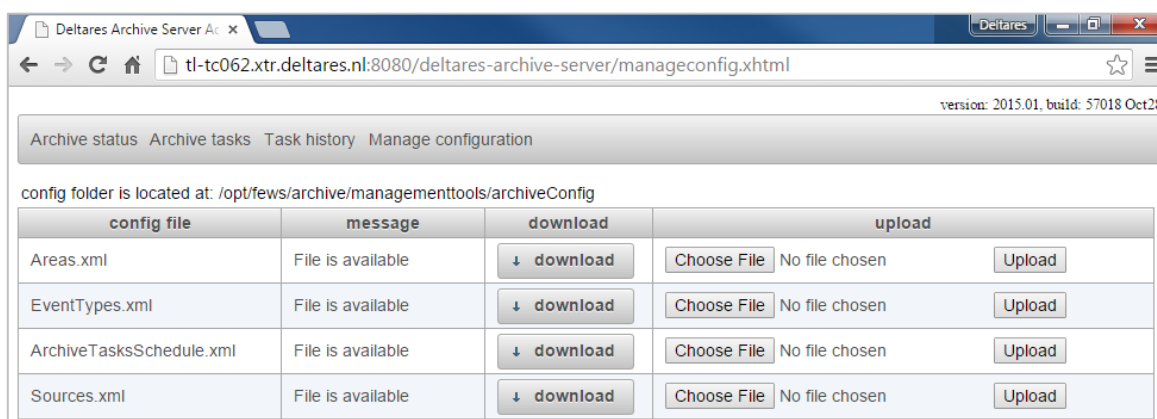 Deltares Archive Server Ac
Deltares
tl-tc062.xtr.deltares.nl:8080/deltares-archive-server/manageconfig.xhtml
version: 2015.01, build: 57018 Oct28
Archive status Archive tasks Task history Manage configuration
config folder is located at: /opt/fews/archive/managementtools/archiveConfig
config file message download upload
Areas.xml File is available download Choose File No file chosen Upload
EventTypes.xml File is available download Choose File No file chosen Upload
ArchiveTasksSchedule.xml File is available download Choose File No file chosen Upload
Sources.xml File is available download Choose File No file chosen Upload